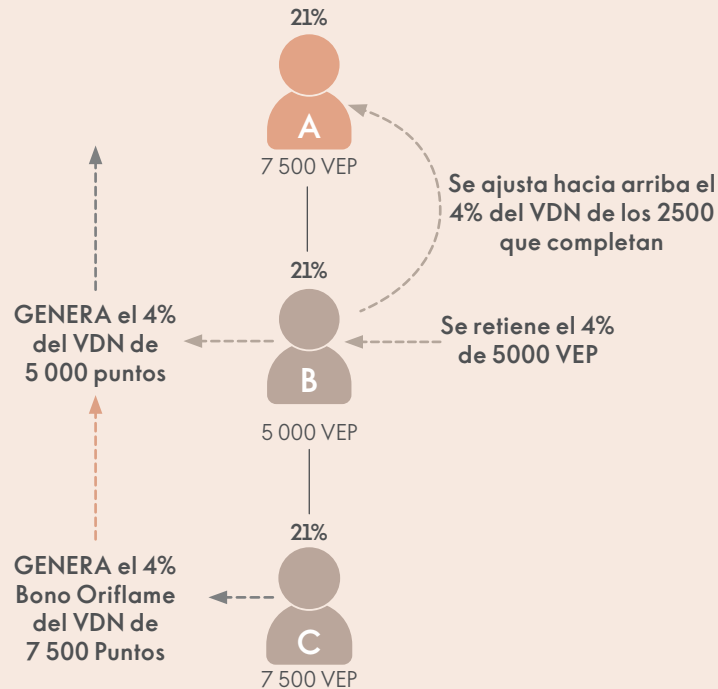 21%
A
7 500 VEP
Se ajusta hacia arriba el
4% del VDN de los 2500
que completan
21%
GENERA el 4%
del VDN de
5 000 puntos
B
Se retiene el 4%
de 5000 VEP
5 000 VEP
21%
GENERA el 4%
Bono Oriflame
del VDN de
7 500 Puntos
C
7 500 VEP